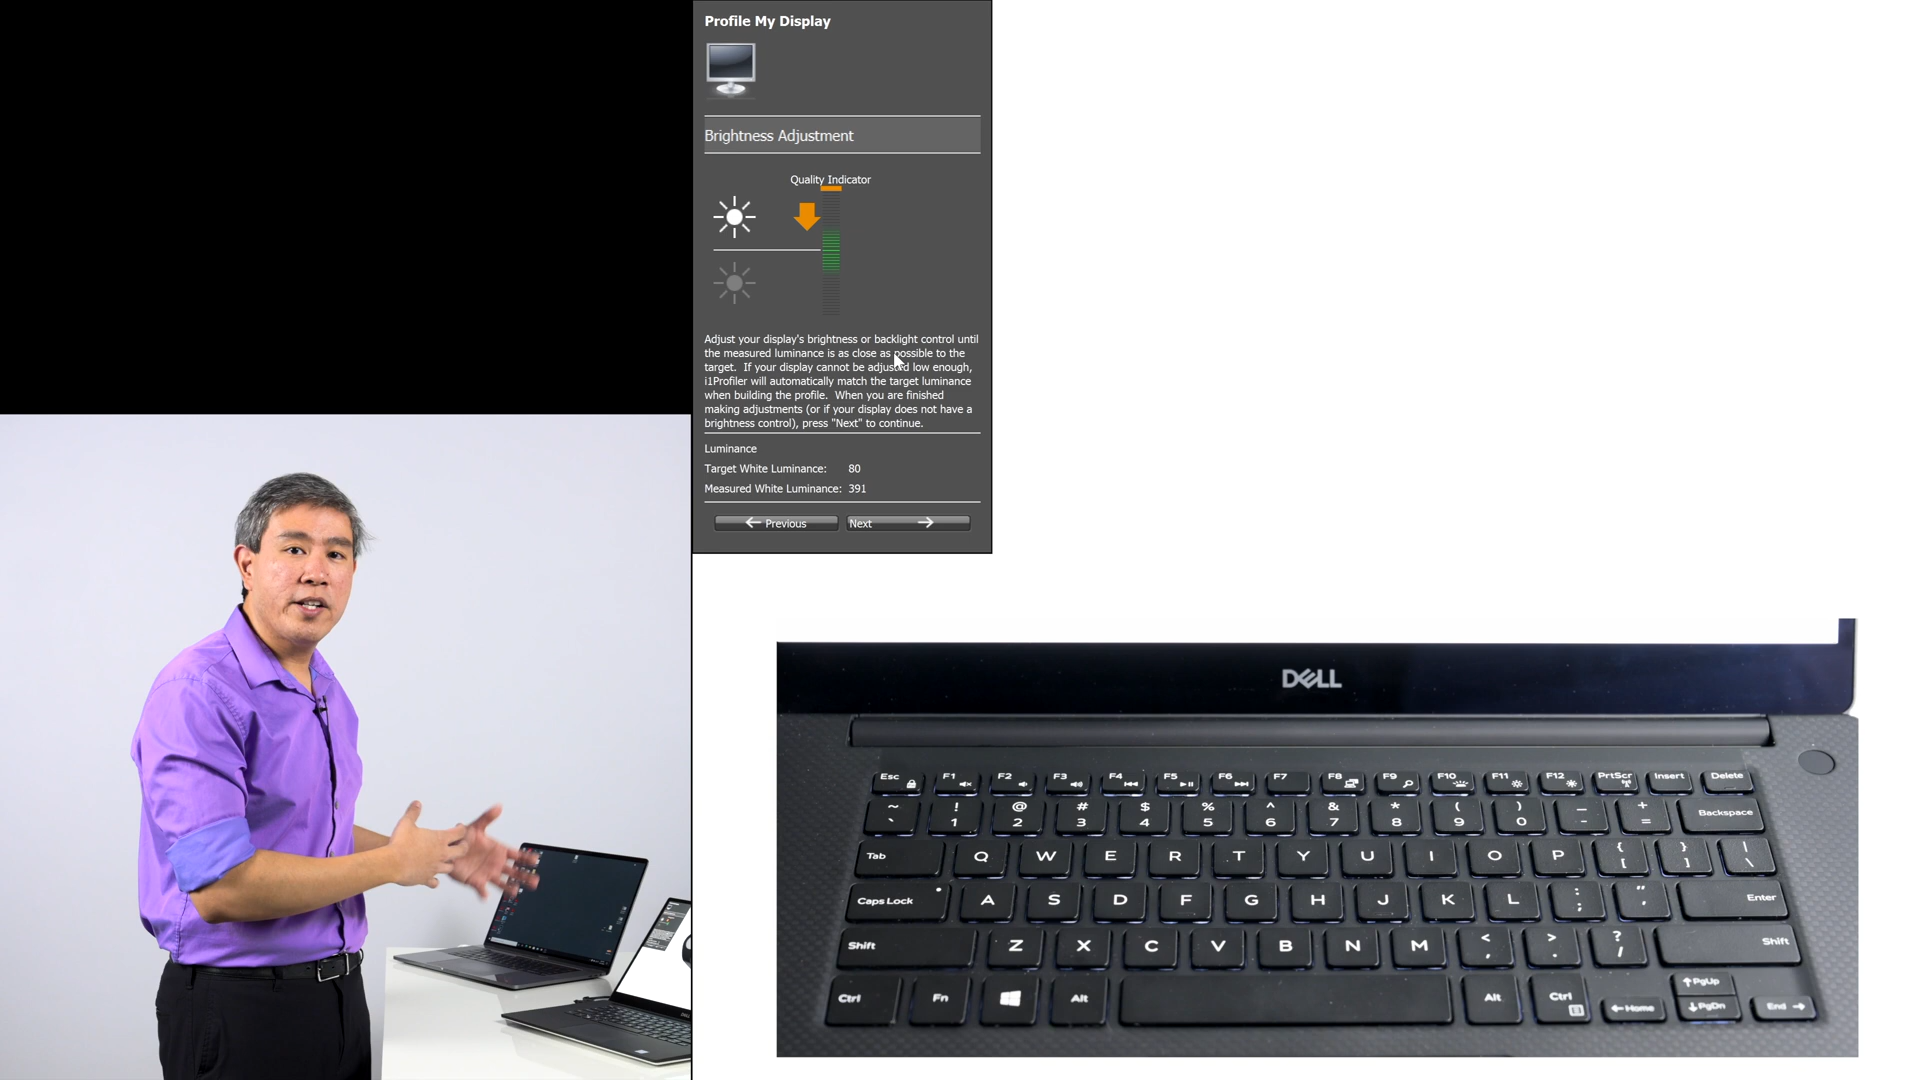 Profile My Display
Brightness Adjustment
Quality Indicator
Adjust your display's brightness or backlight control until
the measured luminance is as close as possible to the
target. If your display cannot be adjusted low enough,
i1Profiler will automatically match the target luminance
when building the profile. When you are finished
making adjustments (or if your display does not have a
brightness control), press "Next" to continue.
Luminance
Target White Luminance: 80
Measured White Luminance: 391
Previous Next
DELL
Esc F1 F2 F3 F4 F5 F6 F7 F8 F9 F10 F11 F12 PrtScr Insert Delete
~ ! @ # $ % ^ & * ( ) _ +
` 1 2 3 4 5 6 7 8 9 0 - = Backspace
Tab Q W E R T Y U I O P { [ } ] | \
Caps Lock A S D F G H J K L : ; " ' Enter
Shift Z X C V B N M < , > . ? / Shift
Ctrl Fn Alt Alt Ctrl Home PgUp PgDn End